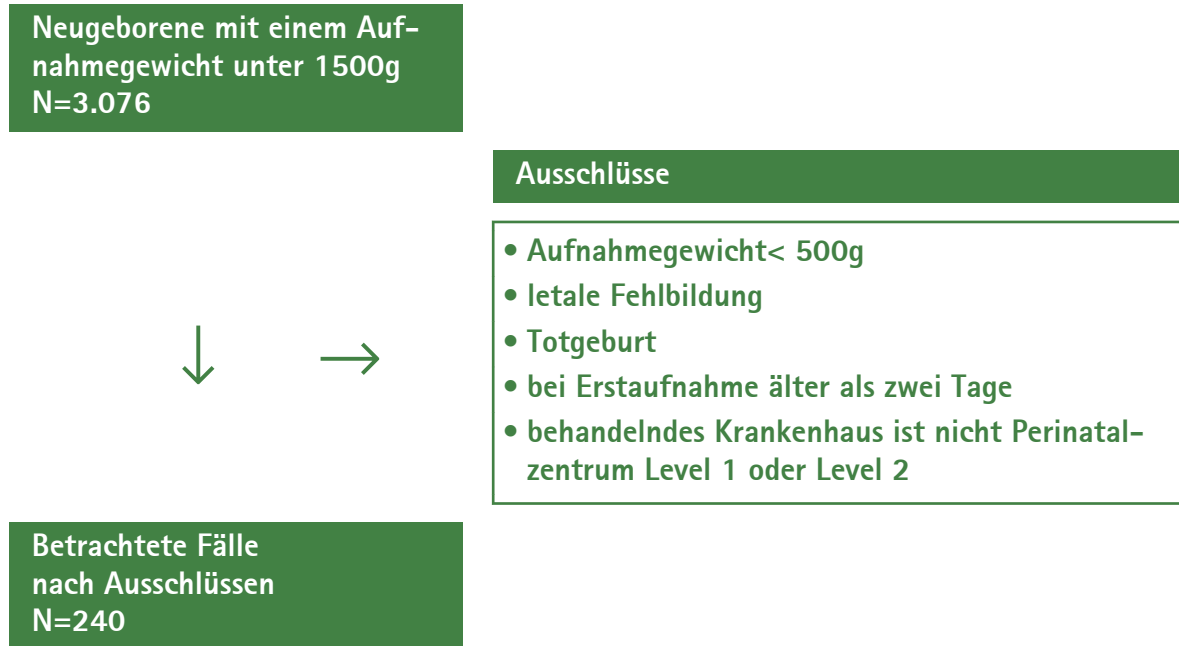 Neugeborene mit einem Auf-
nahmegewicht unter 1500g
N=3.076
Ausschlüsse
• Aufnahmegewicht< 500g
• letale Fehlbildung
• Totgeburt
• bei Erstaufnahme älter als zwei Tage
• behandelndes Krankenhaus ist nicht Perinatal-
zentrum Level 1 oder Level 2
Betrachtete Fälle
nach Ausschlüssen
N=240